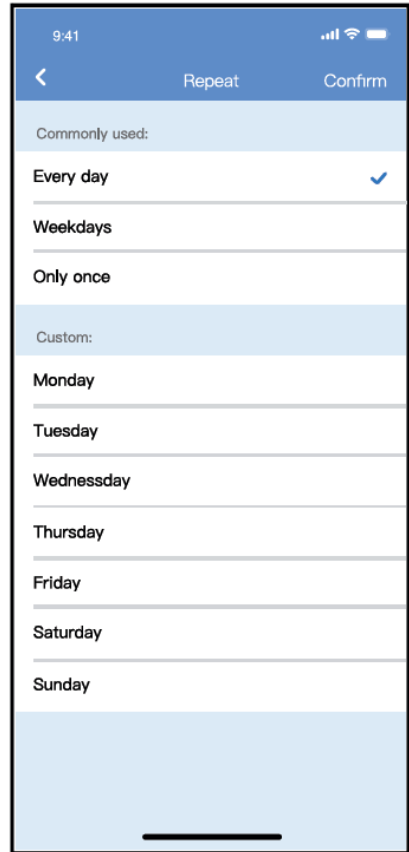 9:41
Repeat Confirm
Commonly used:
Every day
Weekdays
Only once
Custom:
Monday
Tuesday
Wednessday
Thursday
Friday
Saturday
Sunday